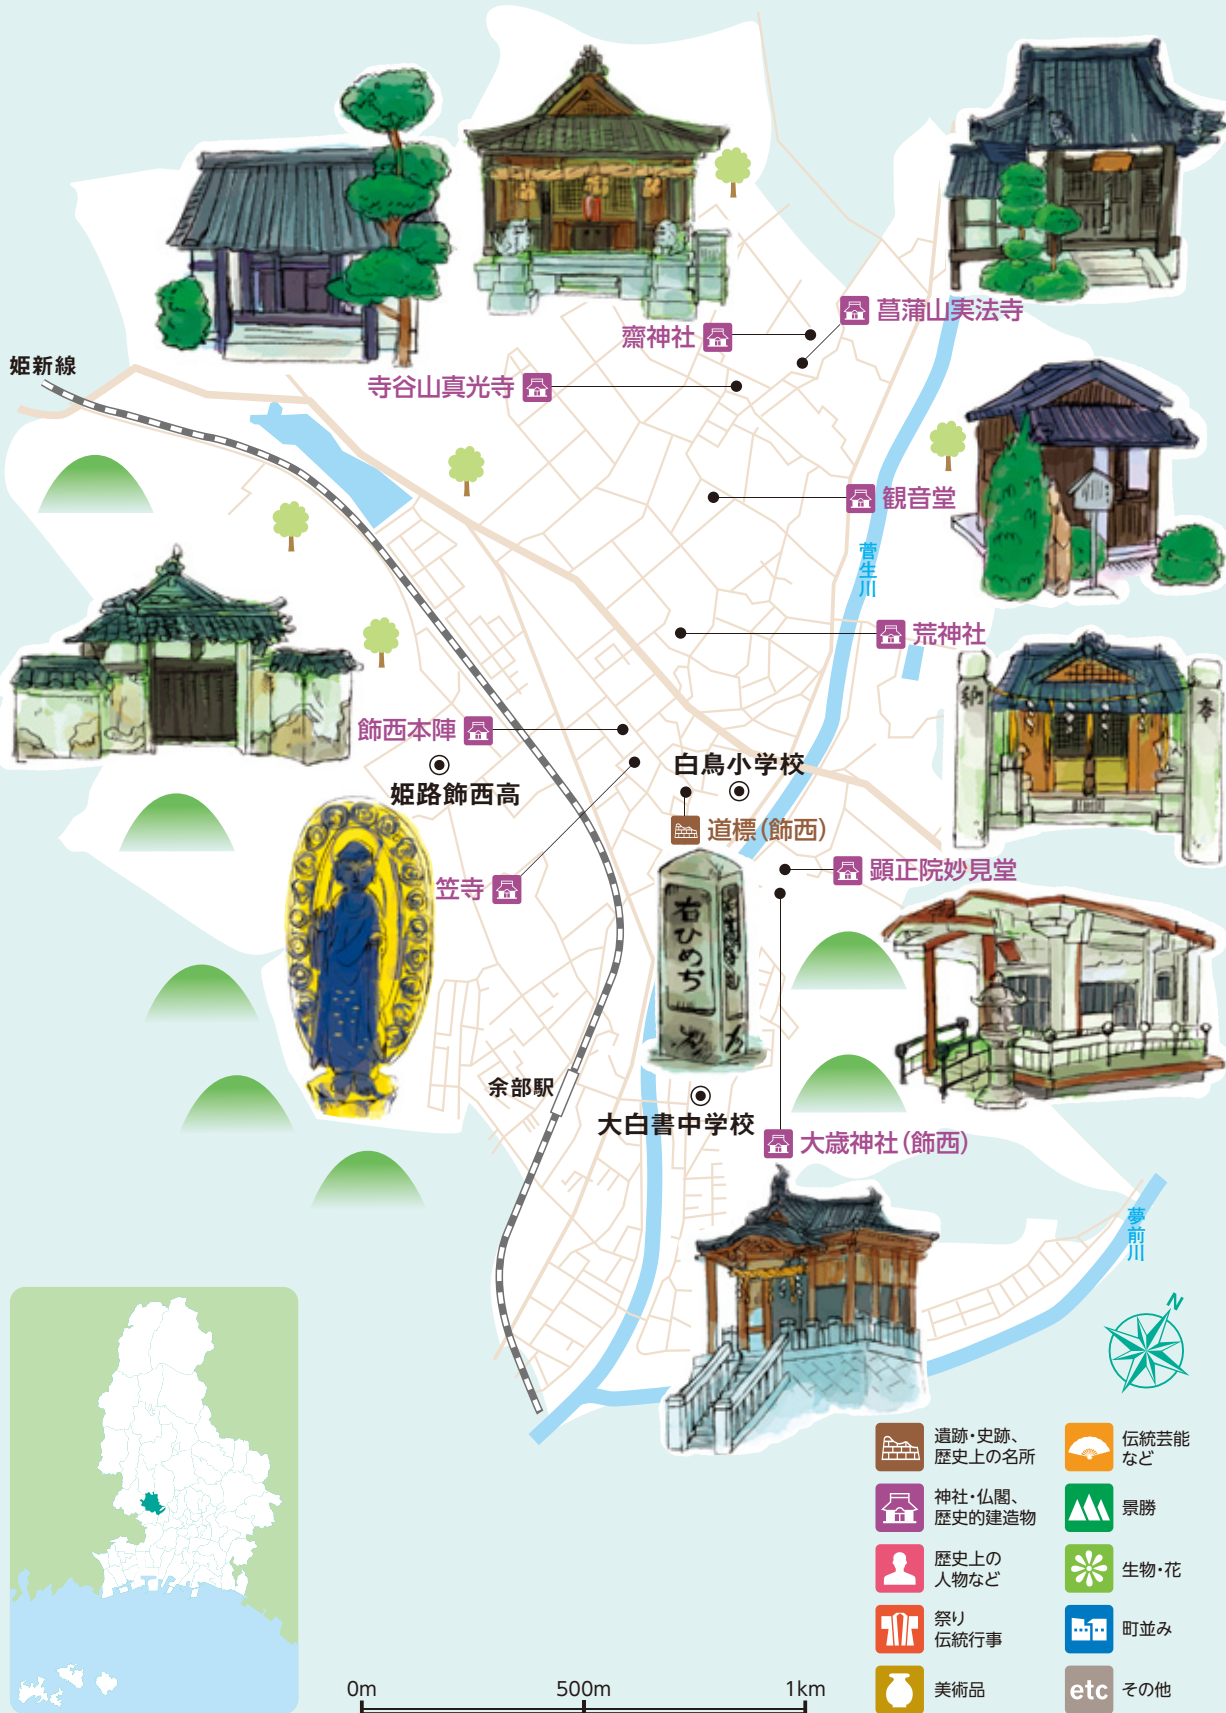 齋神社
菖蒲山実法寺
姫新線
寺谷山真光寺
観音堂
菅生川
荒神社
奉
飾西本陣
白鳥小学校
姫路飾西高
道標(飾西)
顕正院妙見堂
笠寺
右ひめぢ
余部駅
大白書中学校
大歳神社(飾西)
夢前川
N
遺跡・史跡、
歴史上の名所
伝統芸能
など
神社・仏閣、
歴史的建造物
景勝
歴史上の
人物など
生物・花
祭り
伝統行事
町並み
美術品
etc
その他
0m
500m
1km